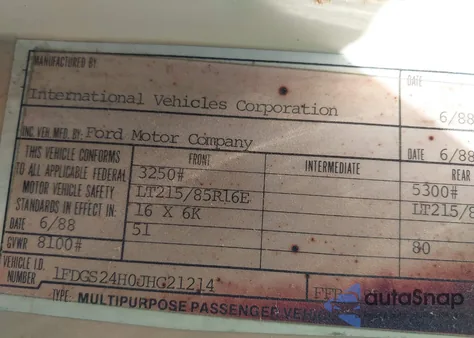 MANUFACTURED BY DATE
International Vehicles Corporation 6/88
INC. VEH. MFD. BY: Ford Motor Company DATE 6/88
THIS VEHICLE CONFORMS FRONT INTERMEDIATE REAR
TO ALL APPLICABLE FEDERAL 3250# 5300#
MOTOR VEHICLE SAFETY LT215/85R16E LT215/8
STANDARDS IN EFFECT IN: 16 X 6K
DATE 6/88 51 80
GVWR 8100#
VEHICLE I.D.
NUMBER 1FDGS24H0JHG21214
TYPE: MULTIPURPOSE PASSENGER
autoSnap